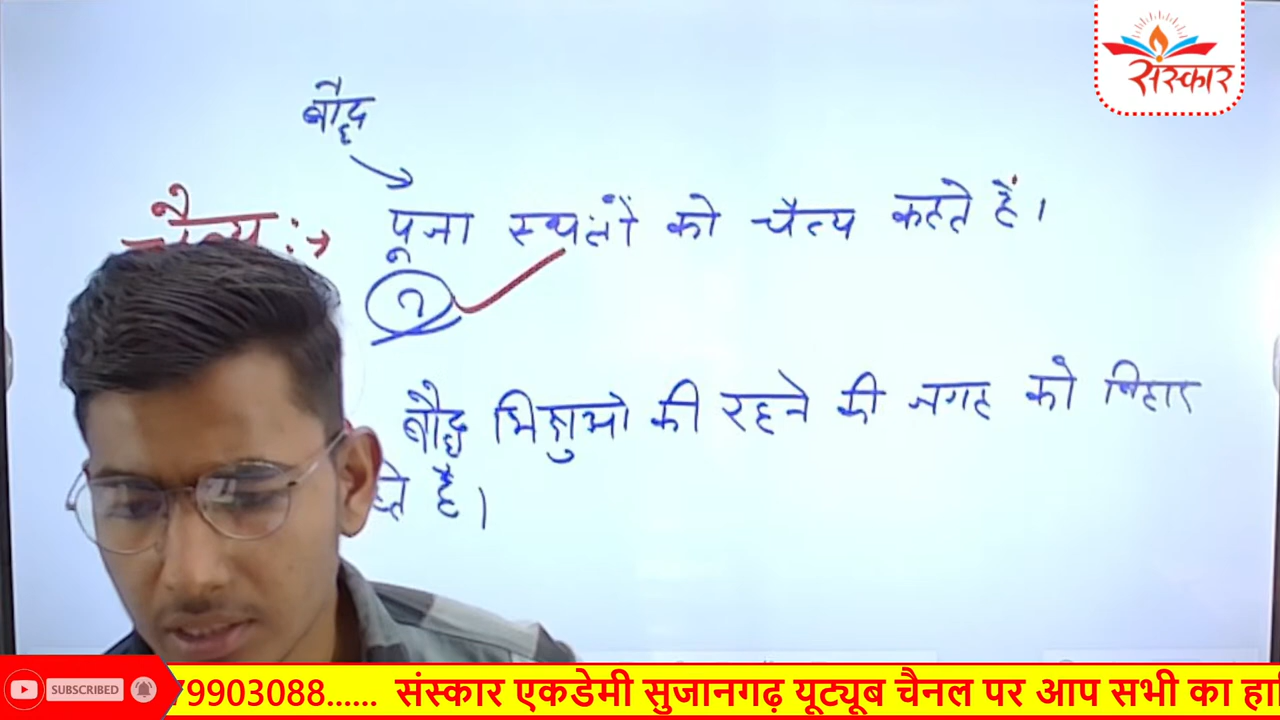 संस्कार
बौद्ध
चैत्य :→ पूजा स्थलों को चैत्य कहते हैं।
?
बौद्ध भिक्षुओ की रहने की जगह को विहार
है।
SUBSCRIBED
79903088...... संस्कार एकडेमी सुजानगढ़ यूट्यूब चैनल पर आप सभी का